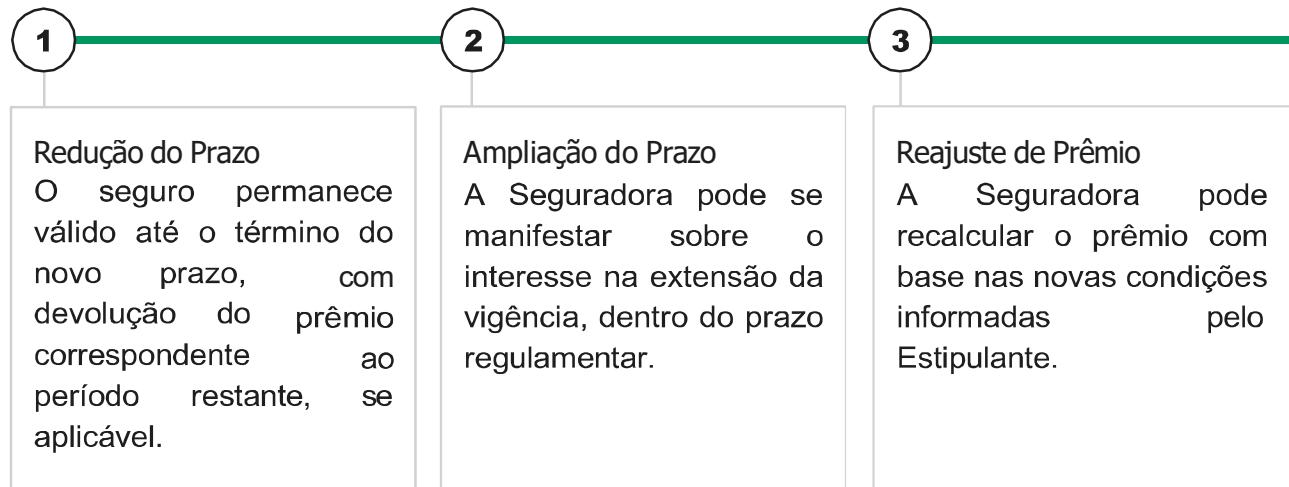 1
2
3
Redução do Prazo
O seguro permanece
válido até o término do
novo prazo, com
devolução do prêmio
correspondente ao
período restante, se
aplicável.
Ampliação do Prazo
A Seguradora pode se
manifestar sobre o
interesse na extensão da
vigência, dentro do prazo
regulamentar.
Reajuste de Prêmio
A Seguradora pode
recalcular o prêmio com
base nas novas condições
informadas pelo
Estipulante.